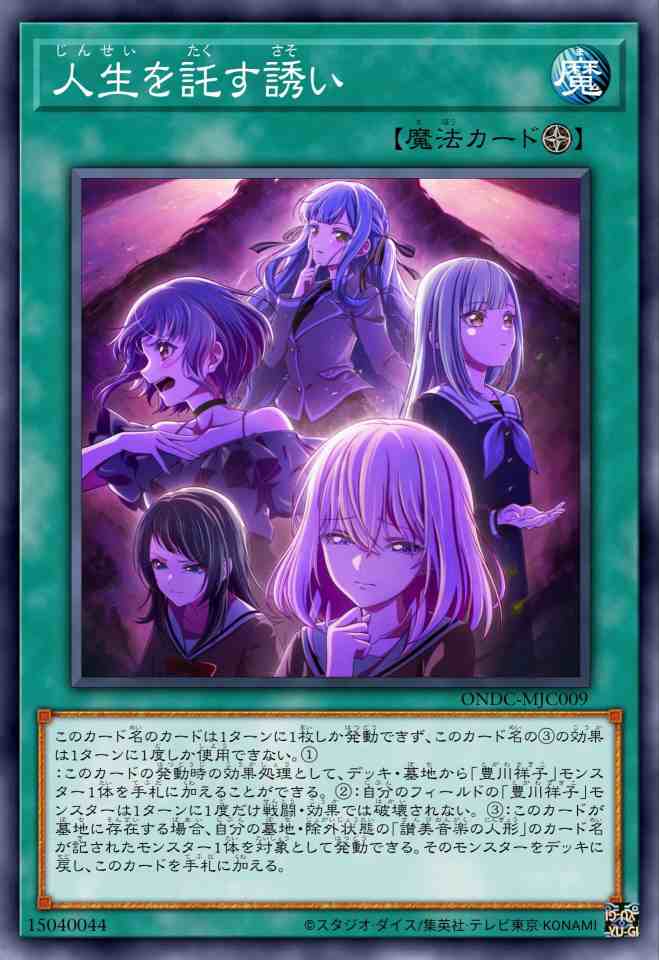 人生を託す誘い
魔
【魔法カード】
ONDC-MJC009
このカード名のカードは1ターンに1枚しか発動できず、このカード名の③の効果
は1ターンに1度しか使用できない。①
:このカードの発動時の効果処理として、デッキ・墓地から「豊川祥子」モンス
ター1体を手札に加えることができる。②:自分のフィールドの「豊川祥子」モ
ンスターは1ターンに1度だけ戦闘・効果では破壊されない。③:このカードが
墓地に存在する場合、自分の墓地・除外状態の「讃美音楽の人形」のカード名
が記されたモンスター1体を対象として発動できる。そのモンスターをデッキに
戻し、このカードを手札に加える。
15040044
©スタジオ・ダイス/集英社・テレビ東京・KONAMI